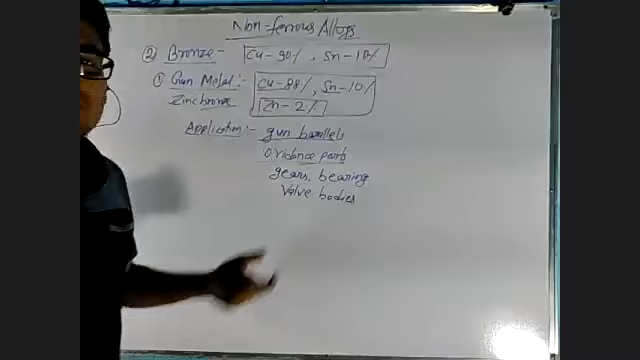 Non-ferrous Alloys
② Bronze - Cu-90%, Sn-10%
① Gun Metal :- Cu-88%, Sn-10%
Zinc bronze Zn-2%
Application:- gun barrels
Ordance parts
gears, bearing
Valve bodies